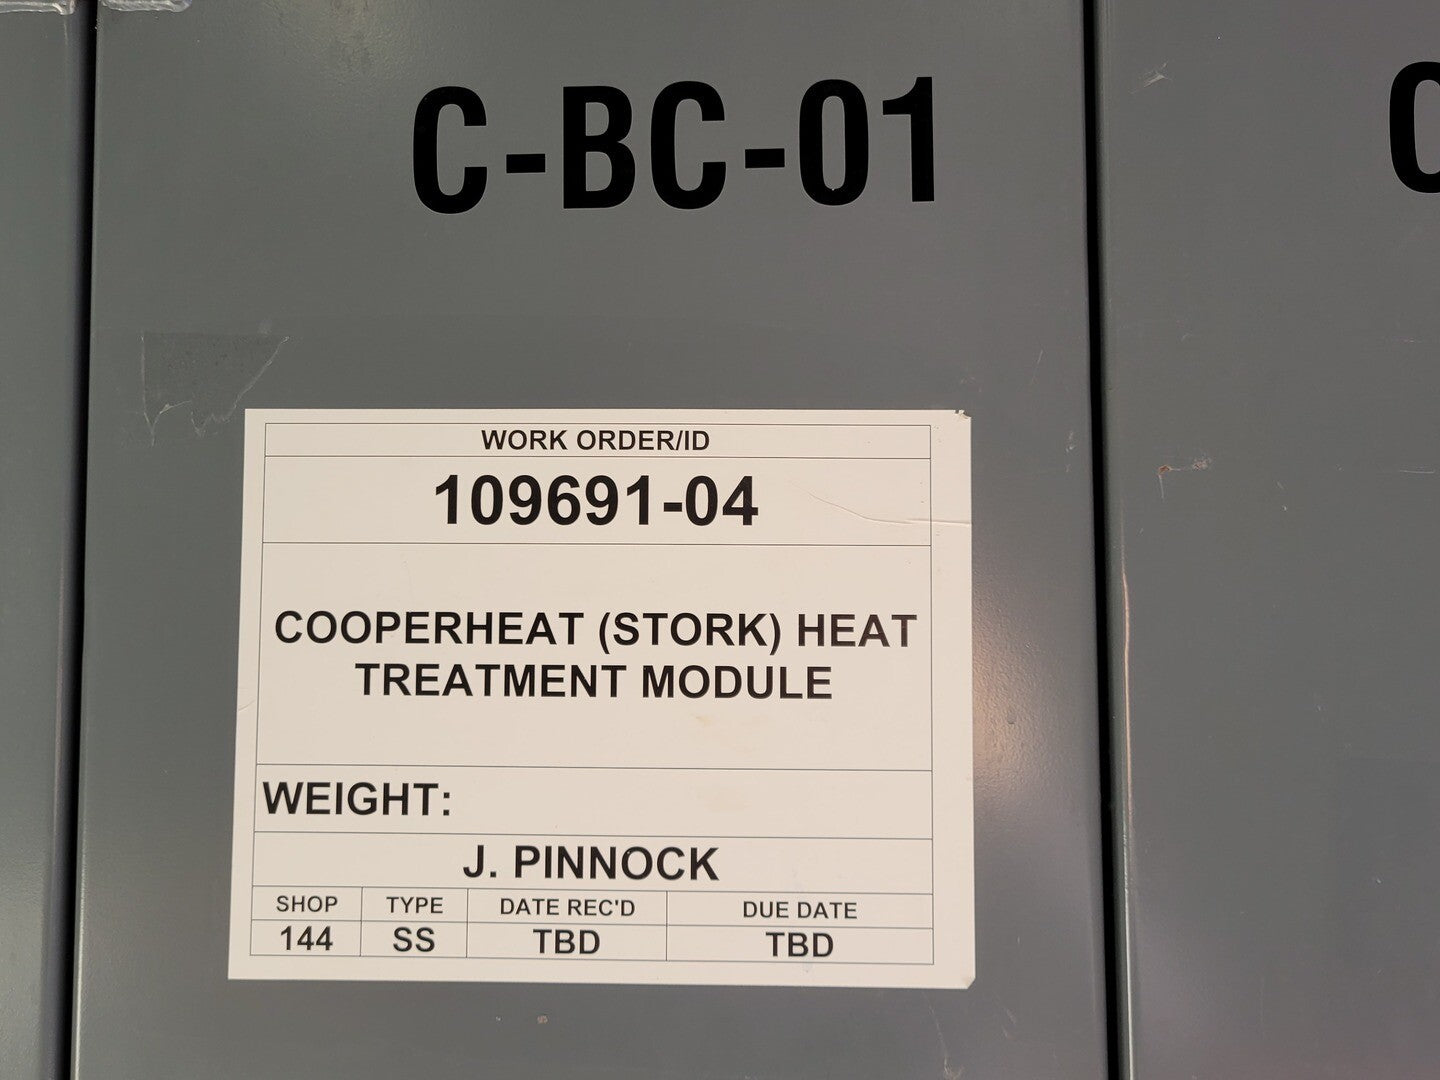 C-BC-01
C
WORK ORDER/ID
109691-04
COOPERHEAT (STORK) HEAT
TREATMENT MODULE
WEIGHT:
J. PINNOCK
SHOP TYPE DATE REC'D DUE DATE
144 SS TBD TBD